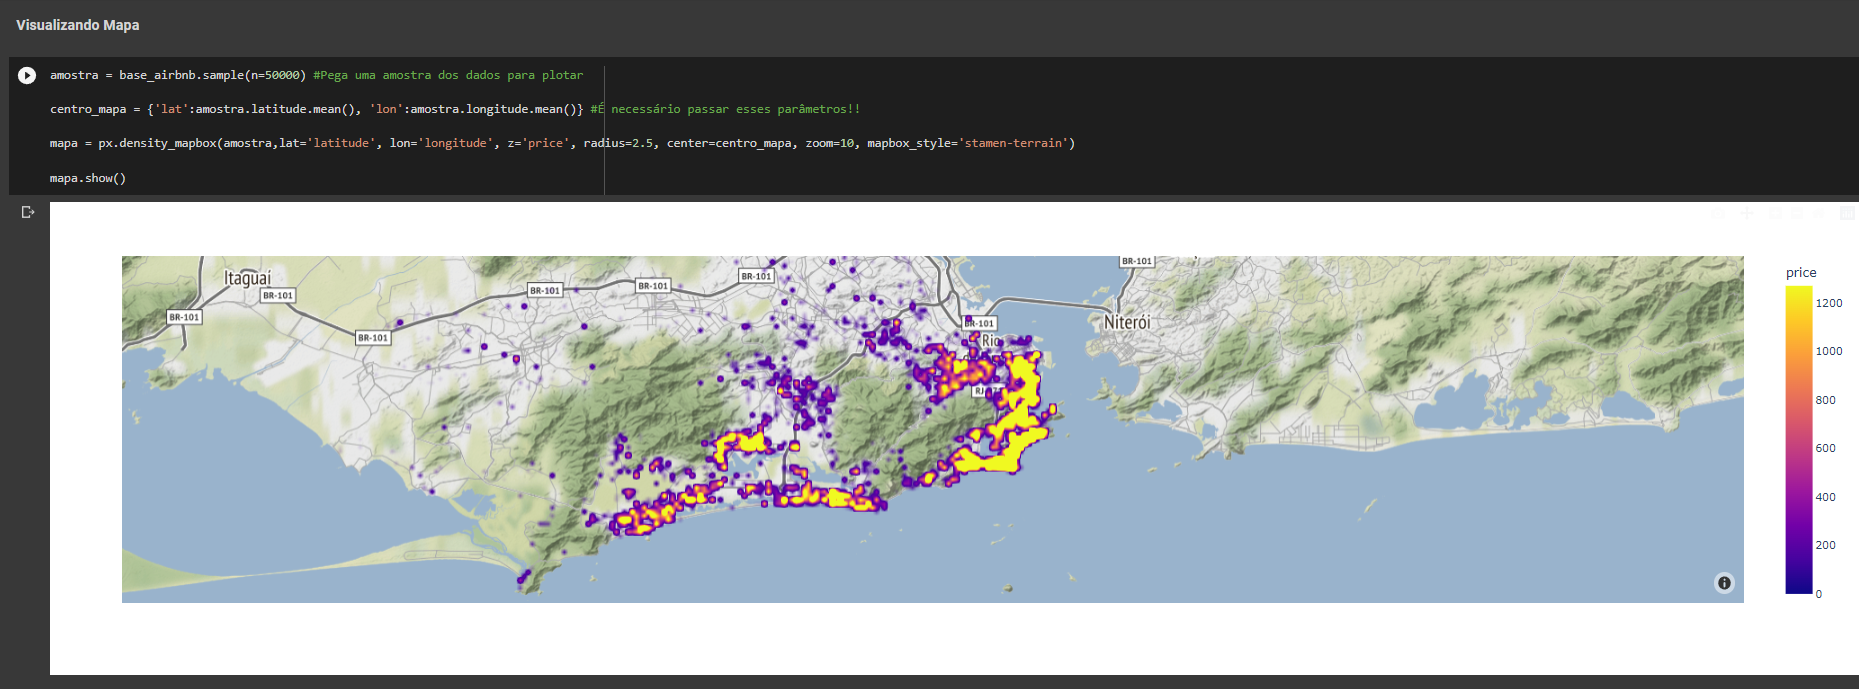 Visualizando Mapa
amostra = base_airbnb.sample(n=50000) #Pega uma amostra dos dados para plotar
centro_mapa = {'lat':amostra.latitude.mean(), 'lon':amostra.longitude.mean()} #É necessário passar esses parâmetros!!
mapa = px.density_mapbox(amostra,lat='latitude', lon='longitude', z='price', radius=2.5, center=centro_mapa, zoom=10, mapbox_style='stamen-terrain')
mapa.show()
BR-101
price
Itaguaí
BR-101
BR-101
BR-101
BR-101
1200
BR-101
BR-101
Niterói
BR-101
Rio
1000
800
600
400
200
0